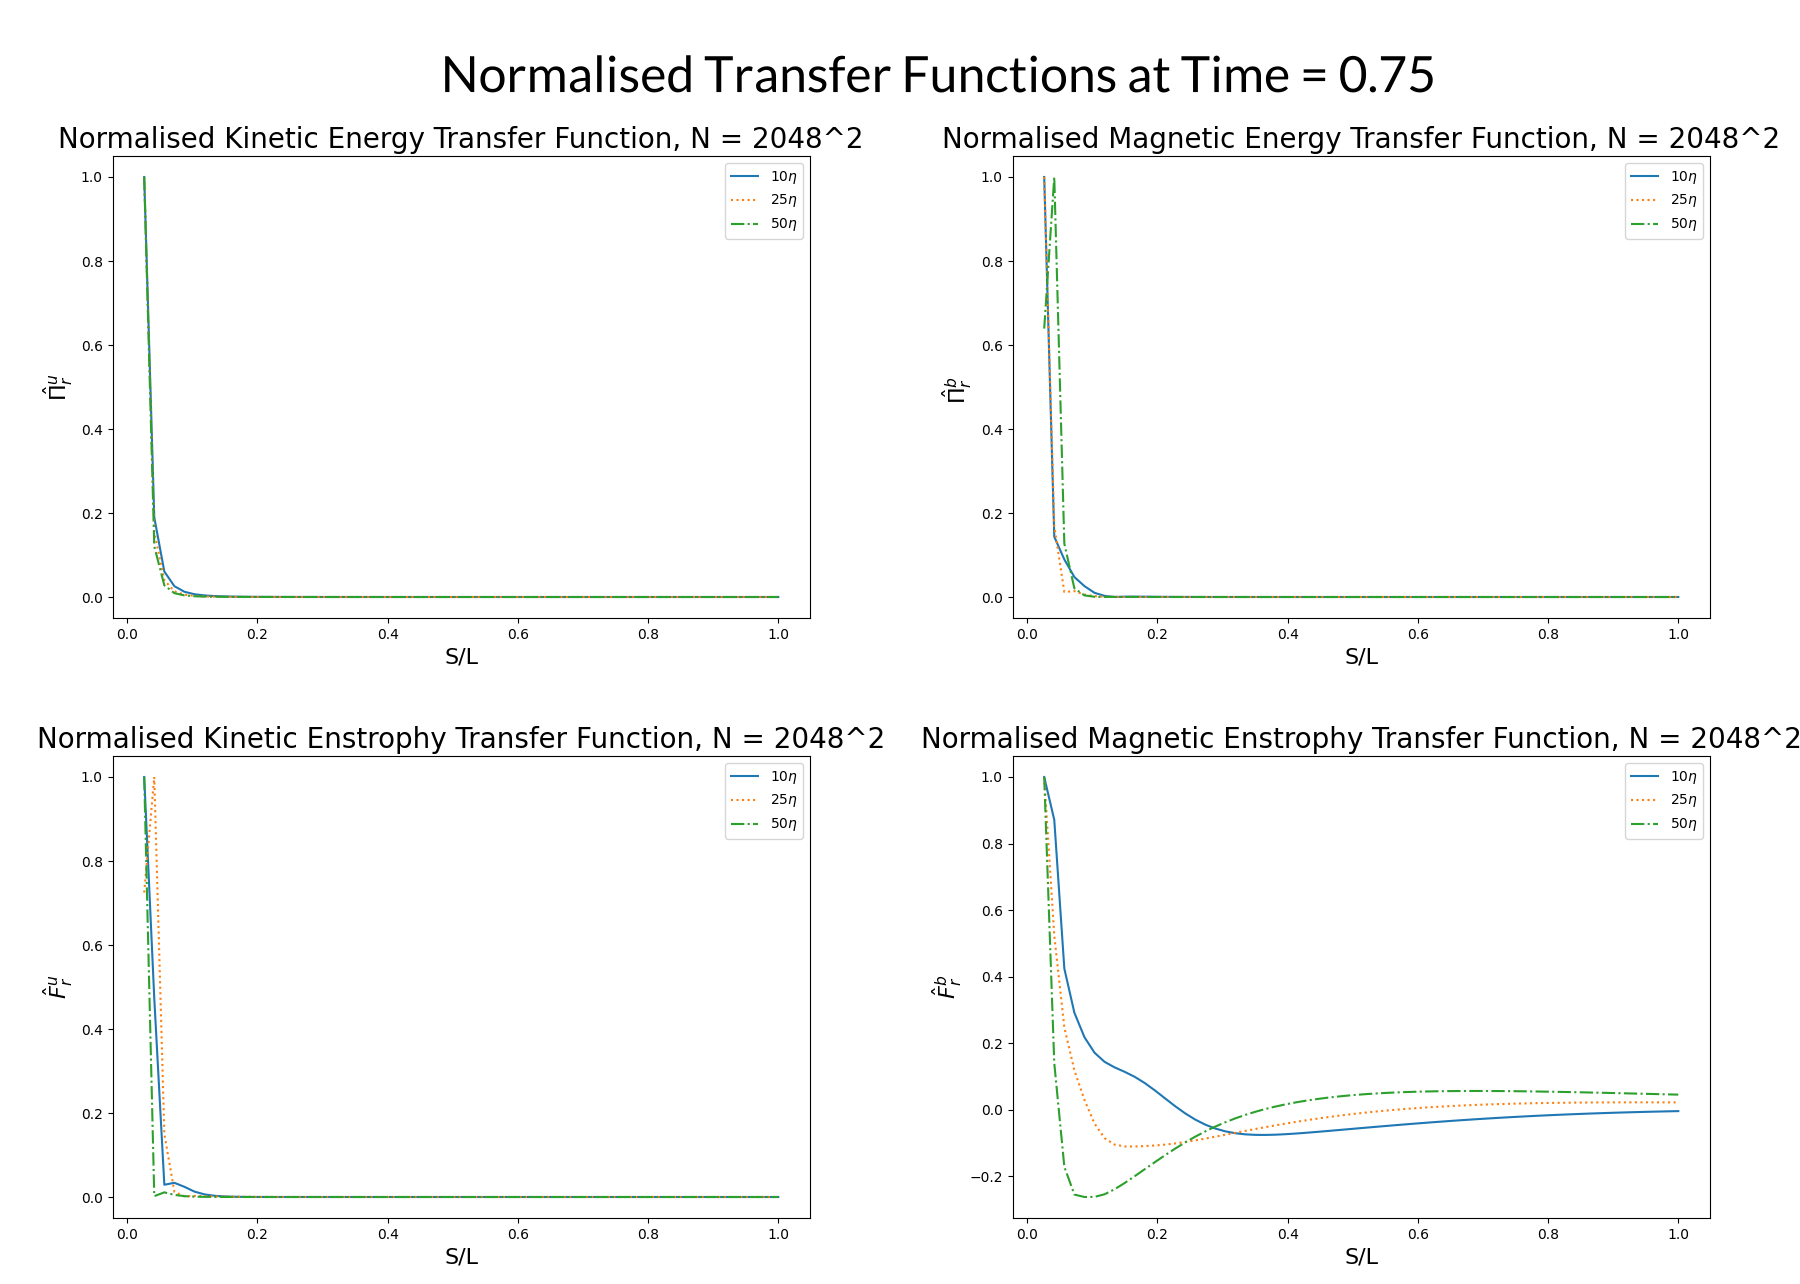 Normalised Transfer Functions at Time = 0.75
Normalised Kinetic Energy Transfer Function, N = 2048^2
1.0
0.8
0.6
0.4
0.2
0.0
0.0 0.2 0.4 0.6 0.8 1.0
S/L
Π̂ᵤᵣ
10η
25η
50η
Normalised Magnetic Energy Transfer Function, N = 2048^2
1.0
0.8
0.6
0.4
0.2
0.0
0.0 0.2 0.4 0.6 0.8 1.0
S/L
Π̂ᵇᵣ
10η
25η
50η
Normalised Kinetic Enstrophy Transfer Function, N = 2048^2
1.0
0.8
0.6
0.4
0.2
0.0
0.0 0.2 0.4 0.6 0.8 1.0
S/L
F̂ᵘᵣ
10η
25η
50η
Normalised Magnetic Enstrophy Transfer Function, N = 2048^2
1.0
0.8
0.6
0.4
0.2
0.0
−0.2
0.0 0.2 0.4 0.6 0.8 1.0
S/L
F̂ᵇᵣ
10η
25η
50η